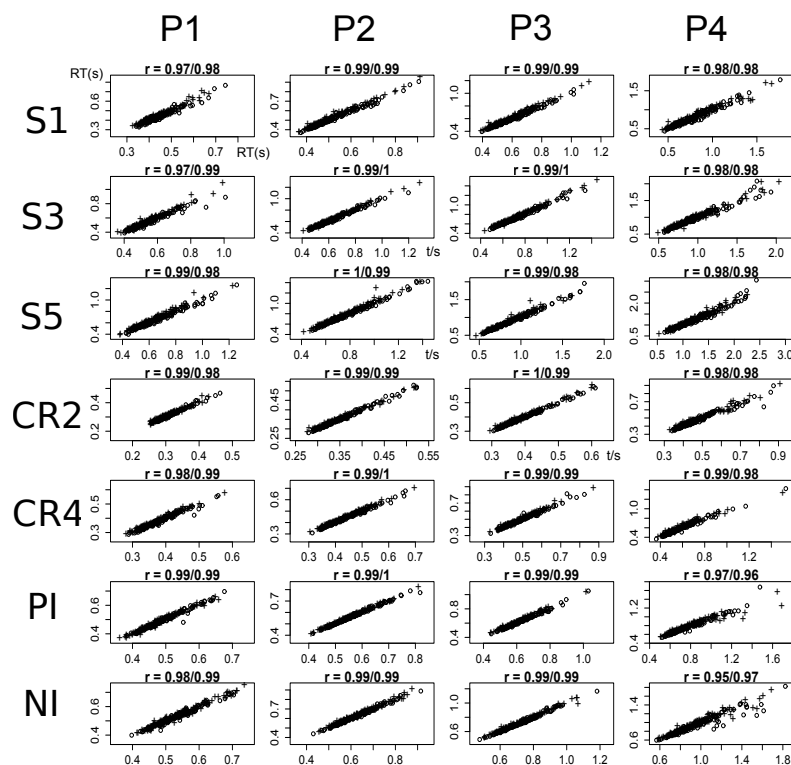 P1 P2 P3 P4
RT(s) r = 0.97/0.98 r = 0.99/0.99 r = 0.99/0.99 r = 0.98/0.98
S1
0.6 0.7 1.0 1.5
0.3 0.4 0.4 0.5
0.3 0.5 0.7 RT(s) 0.4 0.6 0.8 0.4 0.6 0.8 1.0 1.2 0.5 1.0 1.5
r = 0.97/0.99 r = 0.99/1 r = 0.99/1 r = 0.98/0.98
S3
0.8 1.0 1.0 1.5
0.4 0.4 0.4 0.5
0.4 0.6 0.8 1.0 0.4 0.6 0.8 1.0 1.2 t/s 0.4 0.8 1.2 0.5 1.0 1.5 2.0
r = 0.99/0.98 r = 1/0.99 r = 0.99/0.98 r = 0.98/0.98
S5
1.0 1.0 1.5 2.0
0.4 0.4 0.5 0.5
0.4 0.6 0.8 1.0 1.2 0.4 0.8 1.2 t/s 0.5 1.0 1.5 2.0 0.5 1.0 1.5 2.0 2.5 3.0
r = 0.99/0.98 r = 0.99/0.99 r = 1/0.99 r = 0.98/0.98
CR2
0.4 0.45 0.5 0.7
0.2 0.25 0.3 0.3
0.2 0.3 0.4 0.5 0.25 0.35 0.45 0.55 0.3 0.4 0.5 0.6 t/s 0.3 0.5 0.7 0.9
r = 0.98/0.99 r = 0.99/1 r = 0.99/0.99 r = 0.99/0.98
CR4
0.5 0.6 0.7 1.0
0.3 0.3 0.5 0.3 0.4
0.3 0.4 0.5 0.6 0.3 0.4 0.5 0.6 0.7 0.3 0.5 0.7 0.9 0.4 0.8 1.2
r = 0.99/0.99 r = 0.99/1 r = 0.99/0.99 r = 0.97/0.96
PI
0.6 0.7 0.8 1.2
0.4 0.4 0.6 0.4 0.4
0.4 0.5 0.6 0.7 0.4 0.5 0.6 0.7 0.8 0.4 0.6 0.8 1.0 0.4 0.6 0.8 1.0 1.2 1.4 1.6 1.8
r = 0.98/0.99 r = 0.99/0.99 r = 0.99/0.99 r = 0.95/0.97
NI
0.7 0.7 1.0 1.4
0.4 0.4 0.6 0.6
0.4 0.5 0.6 0.7 0.4 0.5 0.6 0.7 0.8 0.9 0.6 0.8 1.0 1.2 0.6 1.0 1.4 1.8